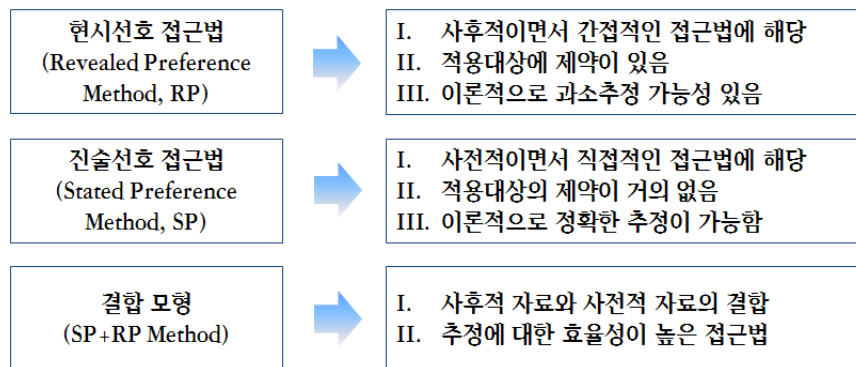 현시선호 접근법
(Revealed Preference
Method, RP)
I. 사후적이면서 간접적인 접근법에 해당
II. 적용대상에 제약이 있음
III. 이론적으로 과소추정 가능성 있음
진술선호 접근법
(Stated Preference
Method, SP)
I. 사전적이면서 직접적인 접근법에 해당
II. 적용대상의 제약이 거의 없음
III. 이론적으로 정확한 추정이 가능함
결합 모형
(SP+RP Method)
I. 사후적 자료와 사전적 자료의 결합
II. 추정에 대한 효율성이 높은 접근법